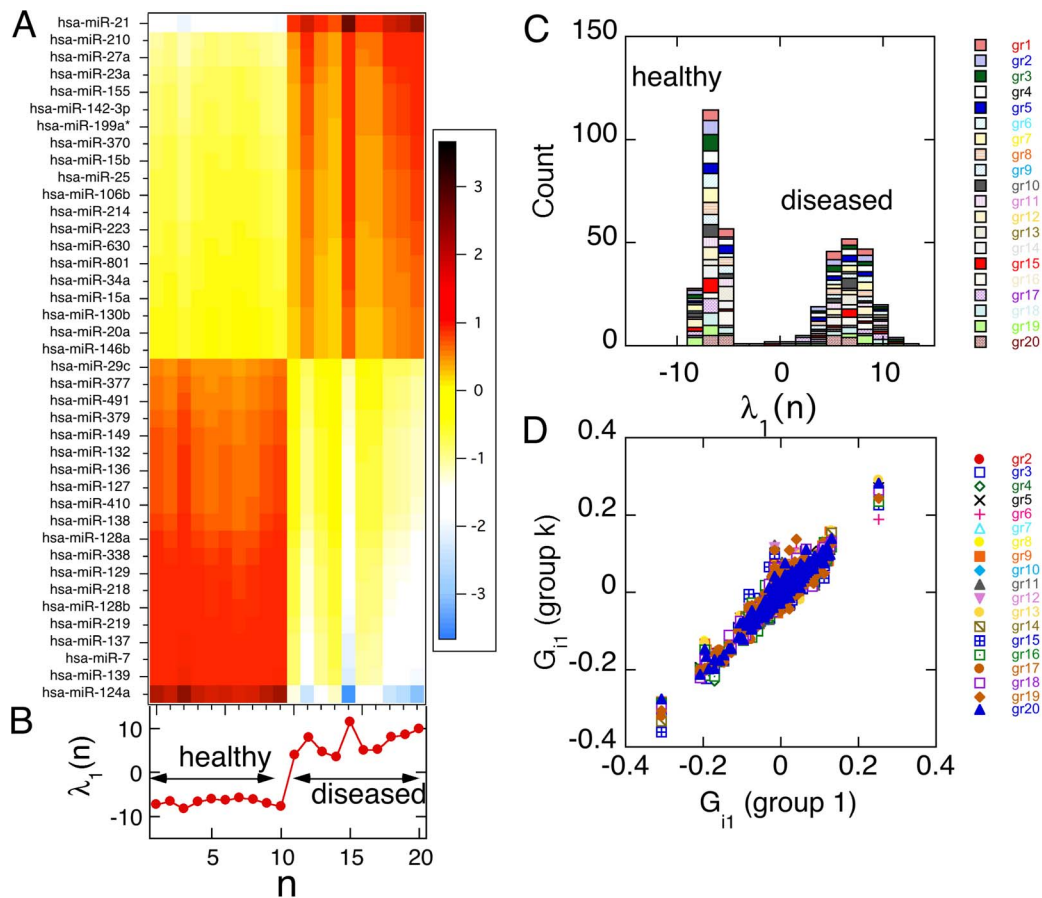 A
hsa-miR-21
hsa-miR-210
hsa-miR-27a
hsa-miR-23a
hsa-miR-155
hsa-miR-142-3p
hsa-miR-199a*
hsa-miR-370
hsa-miR-15b
hsa-miR-25
hsa-miR-106b
hsa-miR-214
hsa-miR-223
hsa-miR-630
hsa-miR-801
hsa-miR-34a
hsa-miR-15a
hsa-miR-130b
hsa-miR-20a
hsa-miR-146b
hsa-miR-29c
hsa-miR-377
hsa-miR-491
hsa-miR-379
hsa-miR-149
hsa-miR-132
hsa-miR-136
hsa-miR-127
hsa-miR-410
hsa-miR-138
hsa-miR-128a
hsa-miR-338
hsa-miR-129
hsa-miR-218
hsa-miR-128b
hsa-miR-219
hsa-miR-137
hsa-miR-7
hsa-miR-139
hsa-miR-124a
3
2
1
0
-1
-2
-3
B
λ1(n)
10
0
-10
healthy
diseased
5 10 15 20
n
C
Count
150
100
50
0
healthy
diseased
-10 0 10
λ1(n)
gr1
gr2
gr3
gr4
gr5
gr6
gr7
gr8
gr9
gr10
gr11
gr12
gr13
gr14
gr15
gr16
gr17
gr18
gr19
gr20
D
Gi1 (group k)
0.4
0.2
0
-0.2
-0.4
-0.4 -0.2 0 0.2 0.4
Gi1 (group 1)
gr2
gr3
gr4
gr5
gr6
gr7
gr8
gr9
gr10
gr11
gr12
gr13
gr14
gr15
gr16
gr17
gr18
gr19
gr20